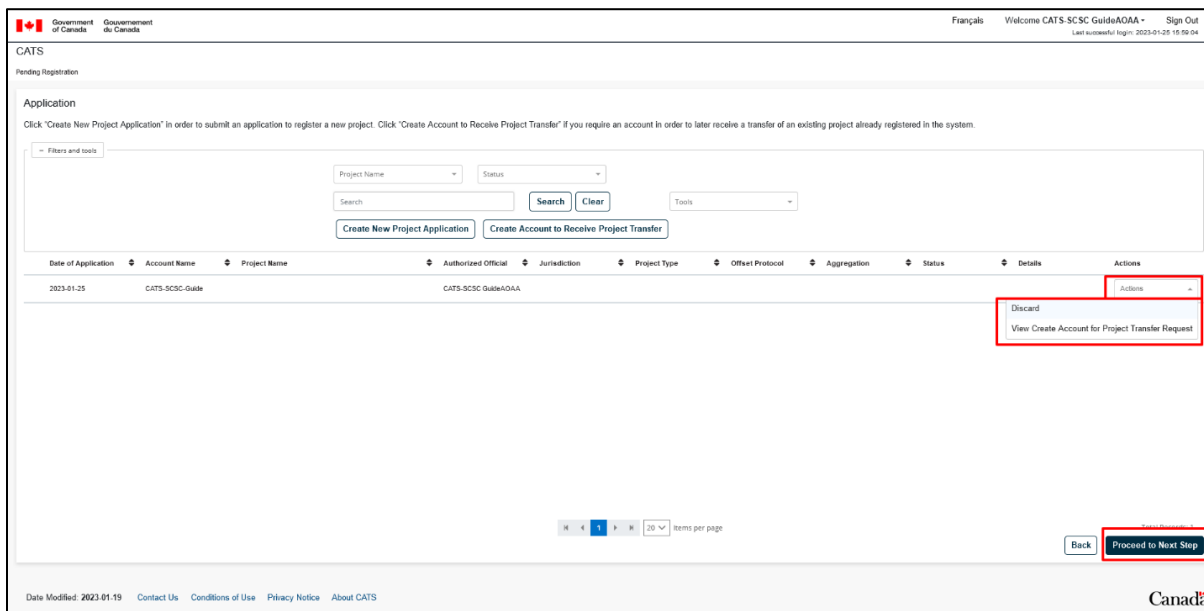 Government of Canada Gouvernement du Canada
Français Welcome CATS-SCSC GuideAOAA Sign Out
Last successful login: 2023-01-25 15:59:04
CATS
Pending Registration
Application
Click "Create New Project Application" in order to submit an application to register a new project. Click "Create Account to Receive Project Transfer" if you require an account in order to later receive a transfer of an existing project already registered in the system.
− Filters and tools
Project Name Status
Search Search Clear Tools
Create New Project Application Create Account to Receive Project Transfer
Date of Application Account Name Project Name Authorized Official Jurisdiction Project Type Offset Protocol Aggregation Status Details Actions
2023-01-25 CATS-SCSC-Guide CATS-SCSC GuideAOAA Actions
Discard
View Create Account for Project Transfer Request
1 20 Items per page
Total Records: 1
Back Proceed to Next Step
Date Modified: 2023-01-19 Contact Us Conditions of Use Privacy Notice About CATS Canada